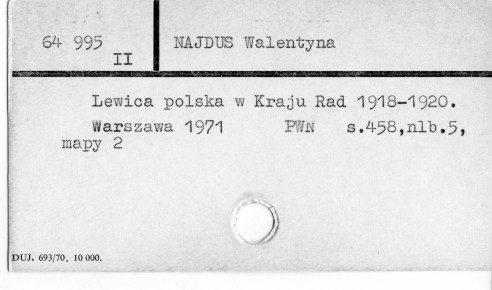 64 995
II
NAJDUS Walentyna
Lewica polska w Kraju Rad 1918-1920.
Warszawa 1971 PWN s.458,nlb.5,
mapy 2
DUJ. 693/70, 10 000.